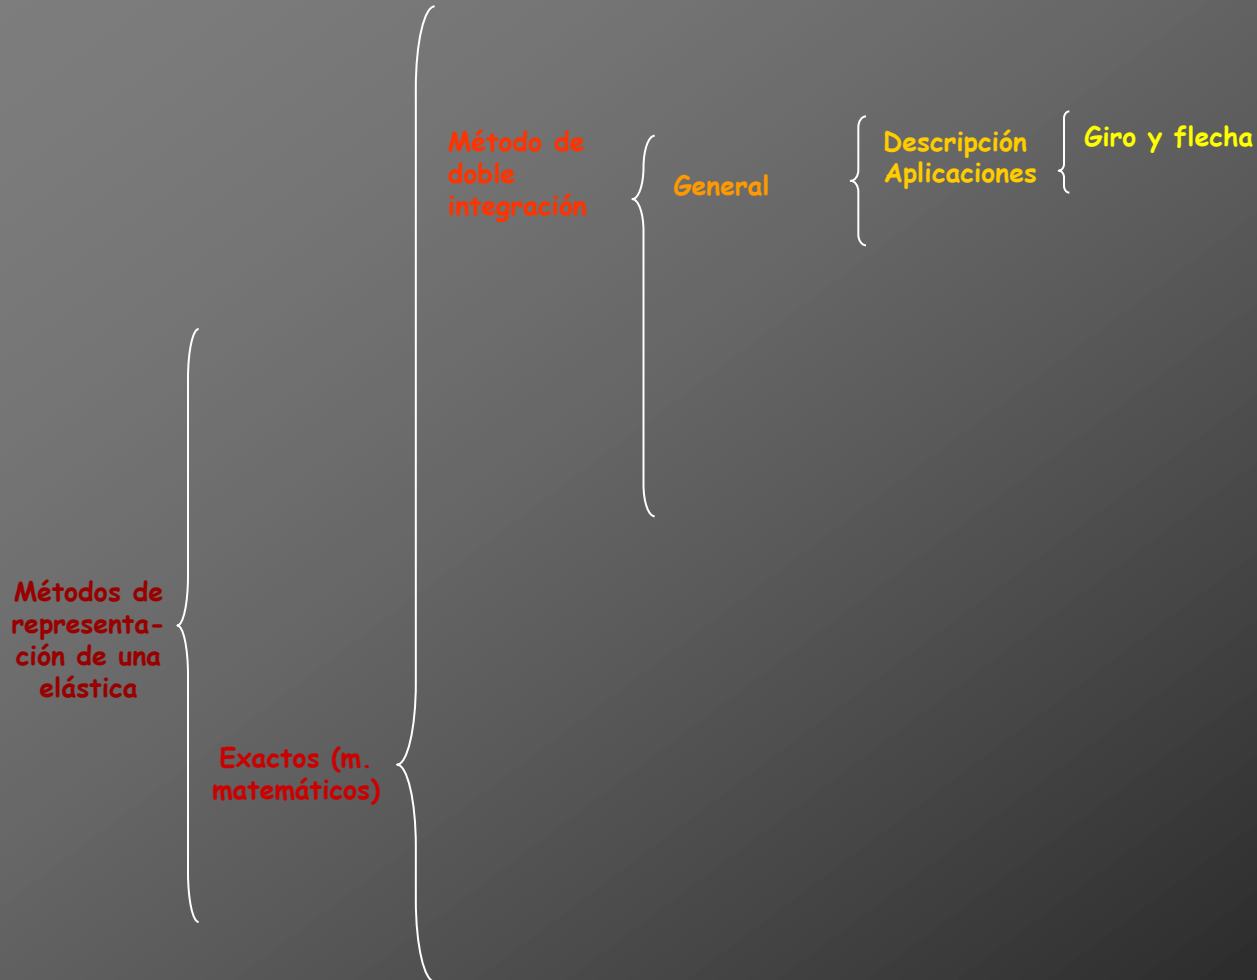 Métodos de
representa-
ción de una
elástica
Exactos (m.
matemáticos)
Método de
doble
integración
General
Descripción
Aplicaciones
Giro y flecha